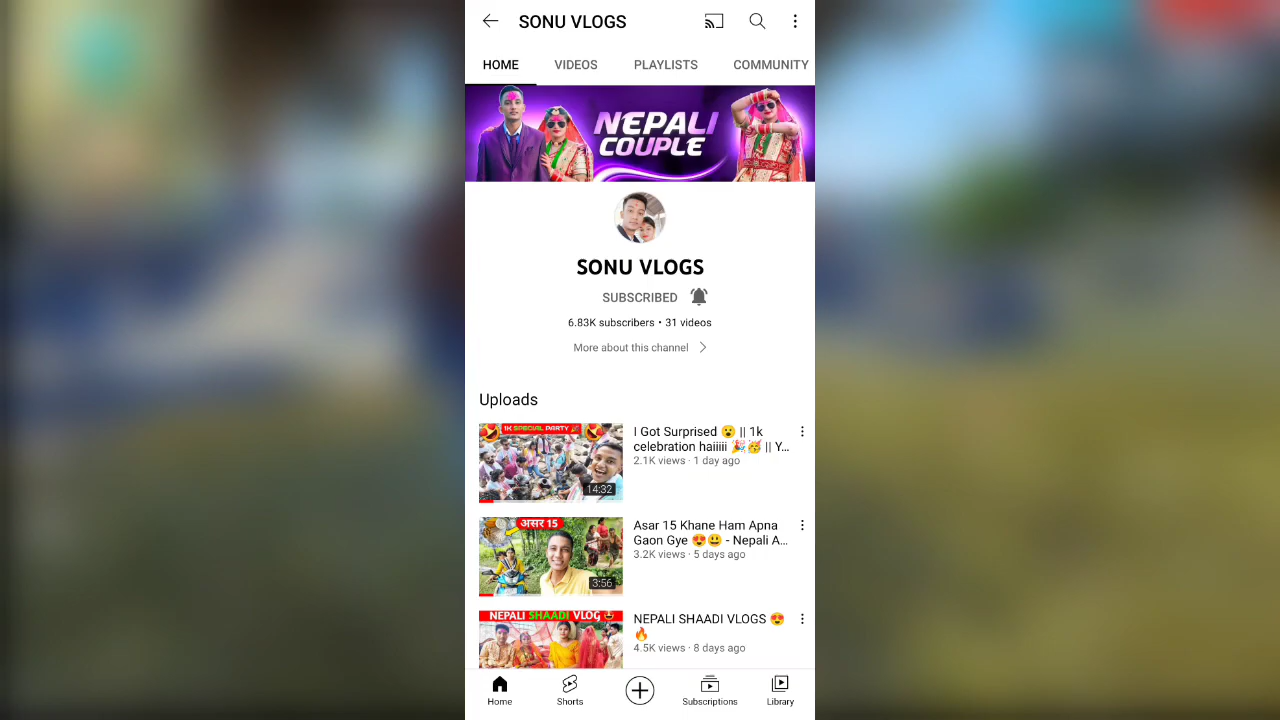 SONU VLOGS
HOME VIDEOS PLAYLISTS COMMUNITY
NEPALI
COUPLE
SONU VLOGS
SUBSCRIBED
6.83K subscribers • 31 videos
More about this channel
Uploads
1K SPECIAL PARTY 🎉
14:32
I Got Surprised 😮 || 1k
celebration haiiiii 🎉🥳 || Y...
2.1K views · 1 day ago
असर 15
3:56
Asar 15 Khane Ham Apna
Gaon Gye 😍😃 - Nepali A...
3.2K views · 5 days ago
NEPALI SHAADI VLOG
NEPALI SHAADI VLOGS 😍
🔥
4.5K views · 8 days ago
Home Shorts Subscriptions Library